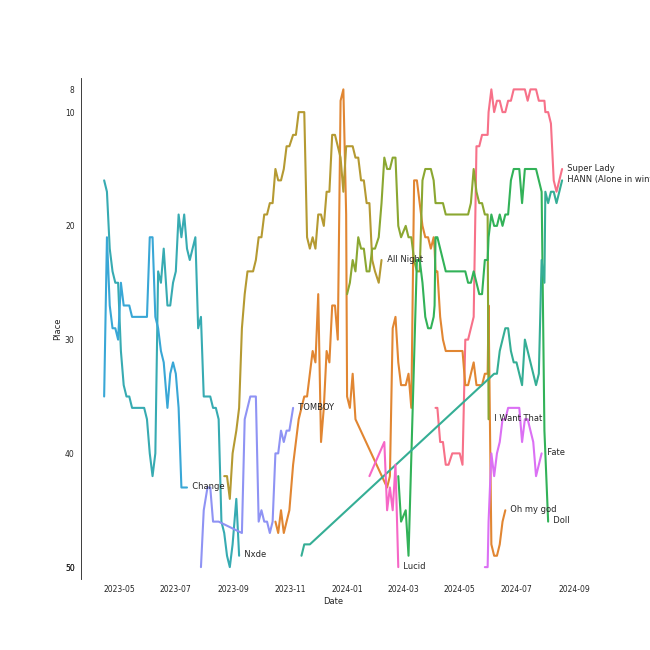 8
10
20
30
40
50
Place
Super Lady
HANN (Alone in win
All Night
TOMBOY
I Want That
Fate
Change
Oh my god
Doll
Nxde
Lucid
2023-05
2023-07
2023-09
2023-11
2024-01
2024-03
2024-05
2024-07
2024-09
Date